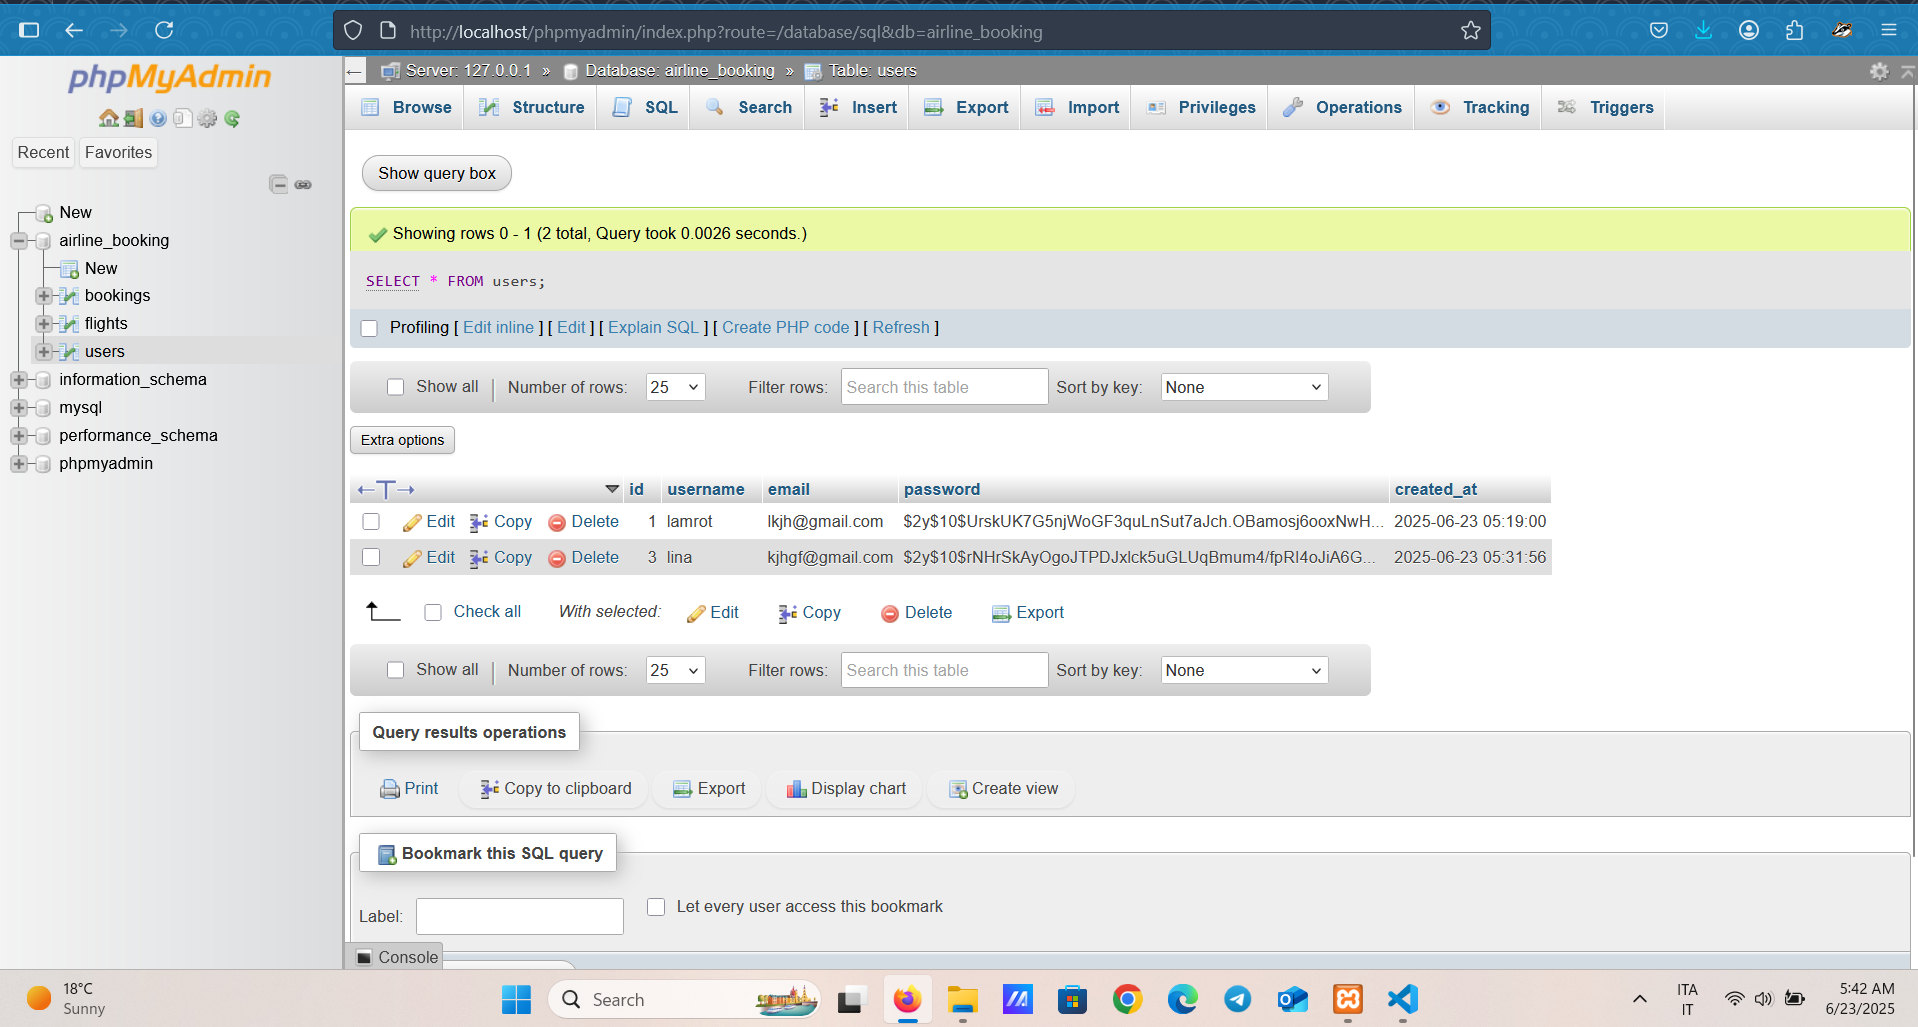 http://localhost/phpmyadmin/index.php?route=/database/sql&db=airline_booking
phpMyAdmin
Recent Favorites
New
airline_booking
New
bookings
flights
users
information_schema
mysql
performance_schema
phpmyadmin
Server: 127.0.0.1 » Database: airline_booking » Table: users
Browse Structure SQL Search Insert Export Import Privileges Operations Tracking Triggers
Show query box
Showing rows 0 - 1 (2 total, Query took 0.0026 seconds.)
SELECT * FROM users;
Profiling [ Edit inline ] [ Edit ] [ Explain SQL ] [ Create PHP code ] [ Refresh ]
Show all Number of rows: 25 Filter rows: Search this table Sort by key: None
Extra options
←T→ id username email password created_at
Edit Copy Delete 1 lamrot lkjh@gmail.com $2y$10$UrskUK7G5njWoGF3quLnSut7aJch.OBamosj6ooxNwH... 2025-06-23 05:19:00
Edit Copy Delete 3 lina kjhgf@gmail.com $2y$10$rNHrSkAyOgoJTPDJxlck5uGLUqBmum4/fpRl4oJiA6G... 2025-06-23 05:31:56
Check all With selected: Edit Copy Delete Export
Show all Number of rows: 25 Filter rows: Search this table Sort by key: None
Query results operations
Print Copy to clipboard Export Display chart Create view
Bookmark this SQL query
Label: Let every user access this bookmark
Console
18°C
Sunny
Search
ITA
IT
5:42 AM
6/23/2025